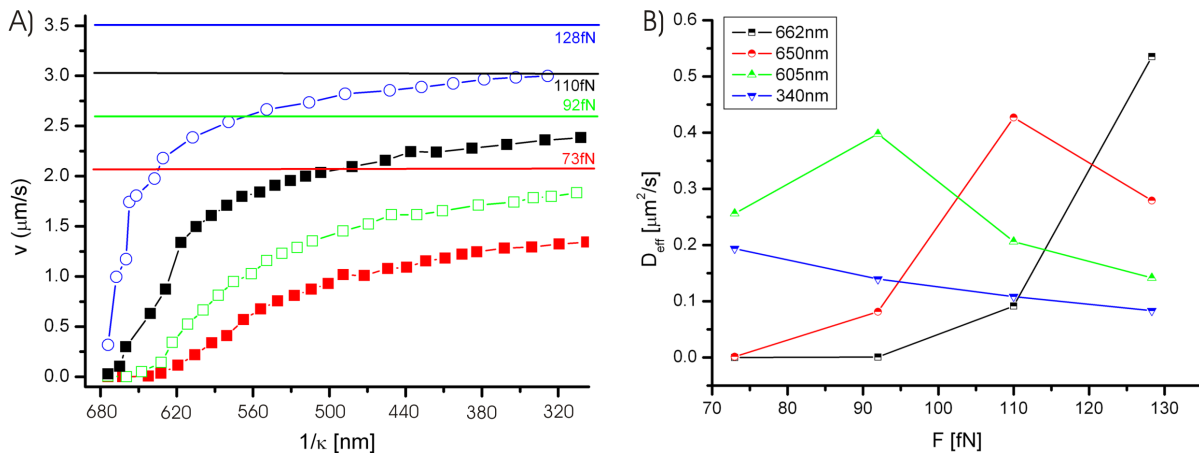 A)
3.5
3.0
2.5
2.0
1.5
1.0
0.5
0.0
v (μm/s)
128fN
110fN
92fN
73fN
680
620
560
500
440
380
320
1/κ [nm]
B)
0.6
0.5
0.4
0.3
0.2
0.1
0.0
D_eff [μm²/s]
662nm
650nm
605nm
340nm
70
80
90
100
110
120
130
F [fN]